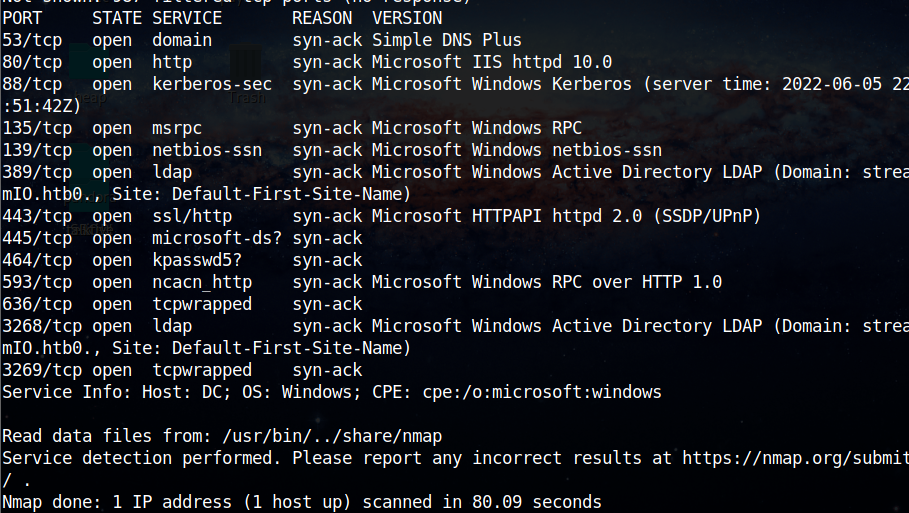 Not shown: 987 filtered tcp ports (no-response)
PORT     STATE SERVICE       REASON  VERSION
53/tcp   open  domain        syn-ack Simple DNS Plus
80/tcp   open  http          syn-ack Microsoft IIS httpd 10.0
88/tcp   open  kerberos-sec  syn-ack Microsoft Windows Kerberos (server time: 2022-06-05 22
:51:42Z)
135/tcp  open  msrpc         syn-ack Microsoft Windows RPC
139/tcp  open  netbios-ssn   syn-ack Microsoft Windows netbios-ssn
389/tcp  open  ldap          syn-ack Microsoft Windows Active Directory LDAP (Domain: strea
mIO.htb0., Site: Default-First-Site-Name)
443/tcp  open  ssl/http      syn-ack Microsoft HTTPAPI httpd 2.0 (SSDP/UPnP)
445/tcp  open  microsoft-ds? syn-ack
464/tcp  open  kpasswd5?     syn-ack
593/tcp  open  ncacn_http    syn-ack Microsoft Windows RPC over HTTP 1.0
636/tcp  open  tcpwrapped    syn-ack
3268/tcp open  ldap          syn-ack Microsoft Windows Active Directory LDAP (Domain: strea
mIO.htb0., Site: Default-First-Site-Name)
3269/tcp open  tcpwrapped    syn-ack
Service Info: Host: DC; OS: Windows; CPE: cpe:/o:microsoft:windows
Read data files from: /usr/bin/../share/nmap
Service detection performed. Please report any incorrect results at https://nmap.org/submit
/ .
Nmap done: 1 IP address (1 host up) scanned in 80.09 seconds